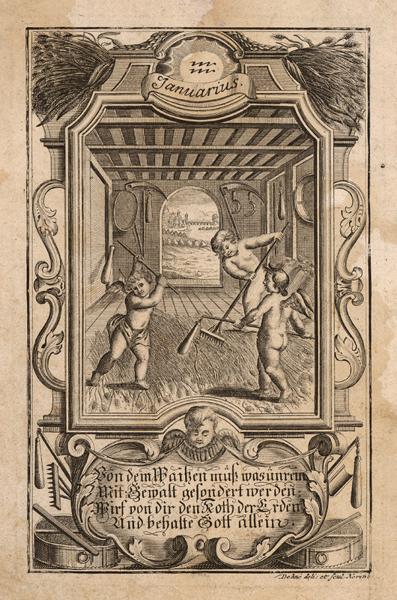 Januarius.
Von dem Waitzen muß was unrein
Mit Gewalt gesondert werden.
Wirf von dir den Koth der Erden
Und behalte Gott allein.